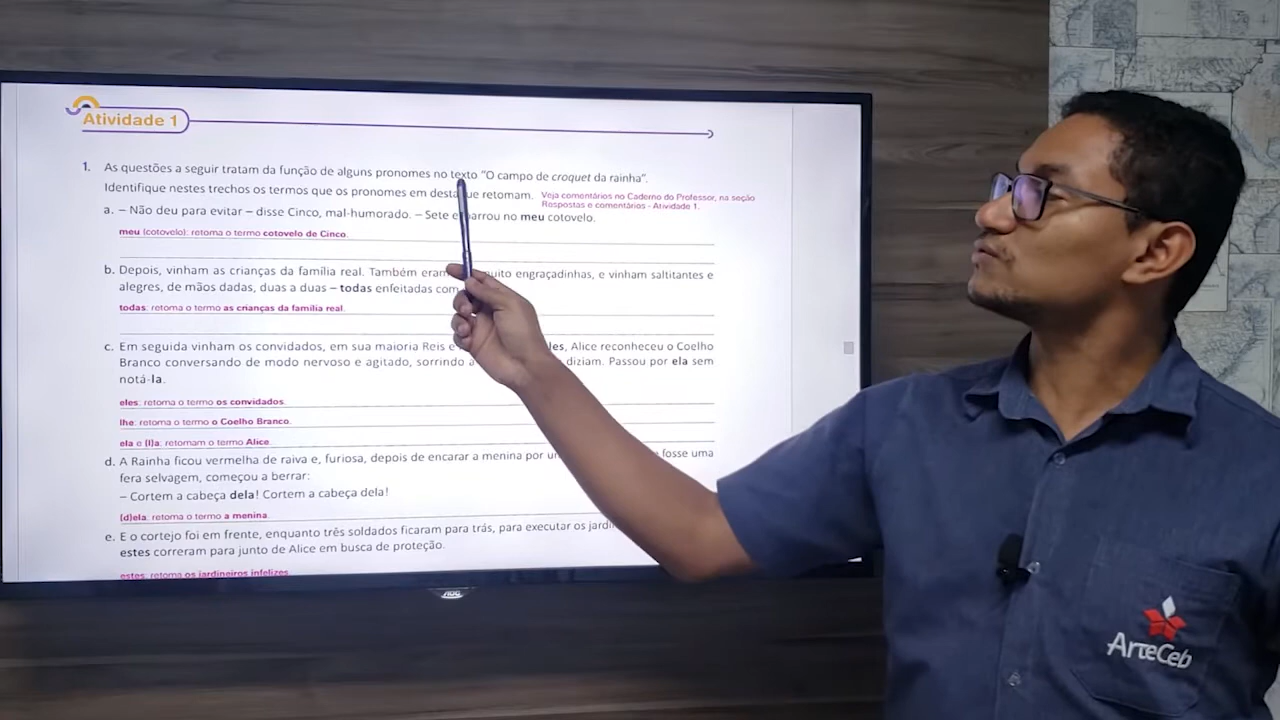 Atividade 1
1. As questões a seguir tratam da função de alguns pronomes no texto "O campo de croquet da rainha".
Identifique nestes trechos os termos que os pronomes em destaque retomam. Veja comentários no Caderno do Professor, na seção
Respostas e comentários - Atividade 1.
a. – Não deu para evitar – disse Cinco, mal-humorado. – Sete e barrou no meu cotovelo.
meu (cotovelo): retoma o termo cotovelo de Cinco.
b. Depois, vinham as crianças da família real. Também eram uito engraçadinhas, e vinham saltitantes e
alegres, de mãos dadas, duas a duas – todas enfeitadas com
todas: retoma o termo as crianças da família real.
c. Em seguida vinham os convidados, em sua maioria Reis e les, Alice reconheceu o Coelho
Branco conversando de modo nervoso e agitado, sorrindo a diziam. Passou por ela sem
notá-la.
eles: retoma o termo os convidados.
lhe: retoma o termo o Coelho Branco.
ela e (l)a: retomam o termo Alice.
d. A Rainha ficou vermelha de raiva e, furiosa, depois de encarar a menina por um fosse uma
fera selvagem, começou a berrar:
– Cortem a cabeça dela! Cortem a cabeça dela!
(d)ela: retoma o termo a menina.
e. E o cortejo foi em frente, enquanto três soldados ficaram para trás, para executar os jardi
estes correram para junto de Alice em busca de proteção.
estes: retoma os jardineiros infelizes.
AOC
ArteCeb